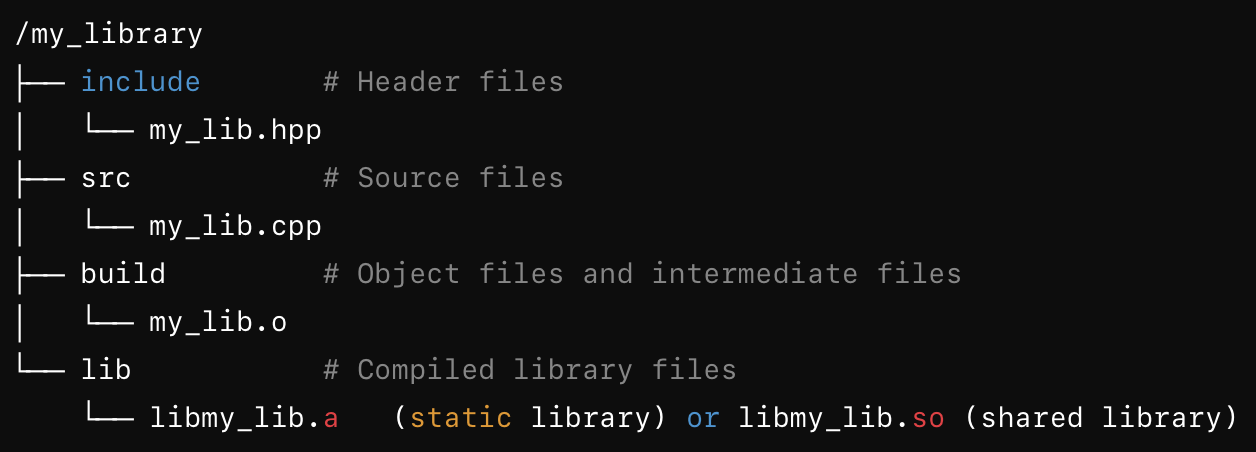 /my_library
├── include       # Header files
│   └── my_lib.hpp
├── src           # Source files
│   └── my_lib.cpp
├── build         # Object files and intermediate files
│   └── my_lib.o
└── lib           # Compiled library files
    └── libmy_lib.a   (static library) or libmy_lib.so (shared library)